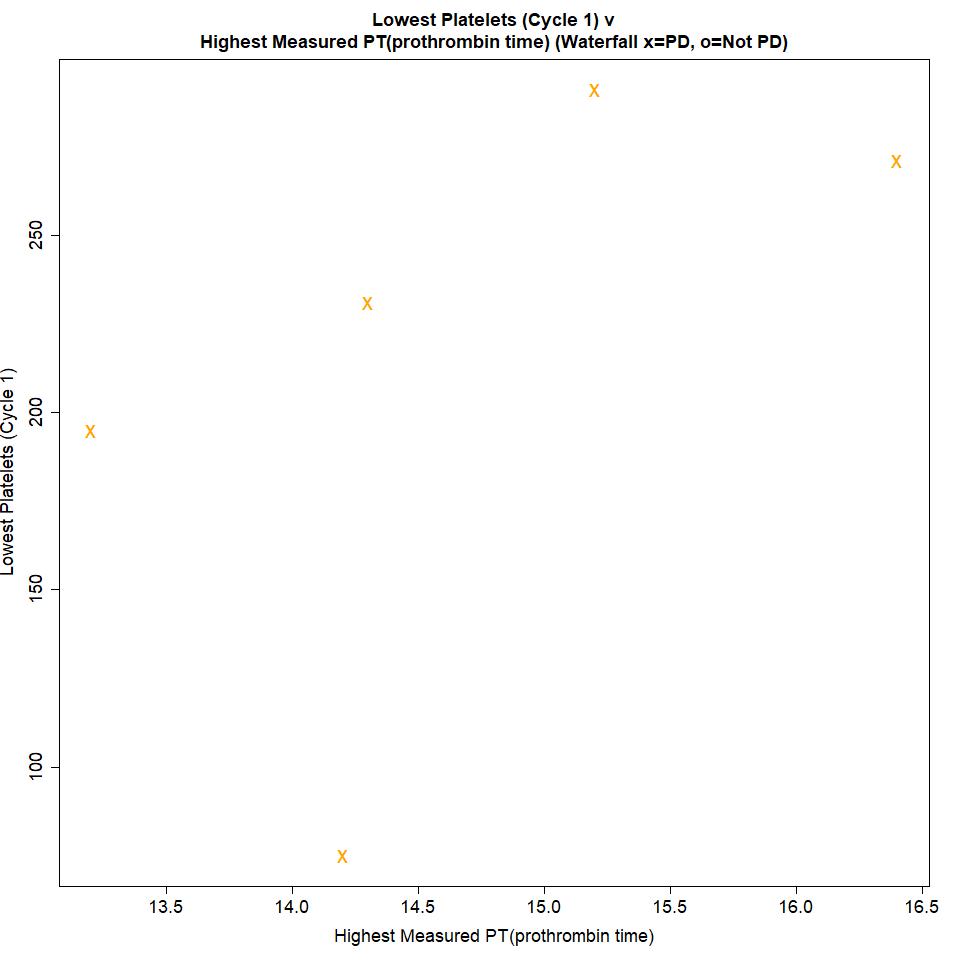 Lowest Platelets (Cycle 1) v
Highest Measured PT(prothrombin time) (Waterfall x=PD, o=Not PD)
X
X
X
X
X
Lowest Platelets (Cycle 1)
250
200
150
100
13.5 14.0 14.5 15.0 15.5 16.0 16.5
Highest Measured PT(prothrombin time)